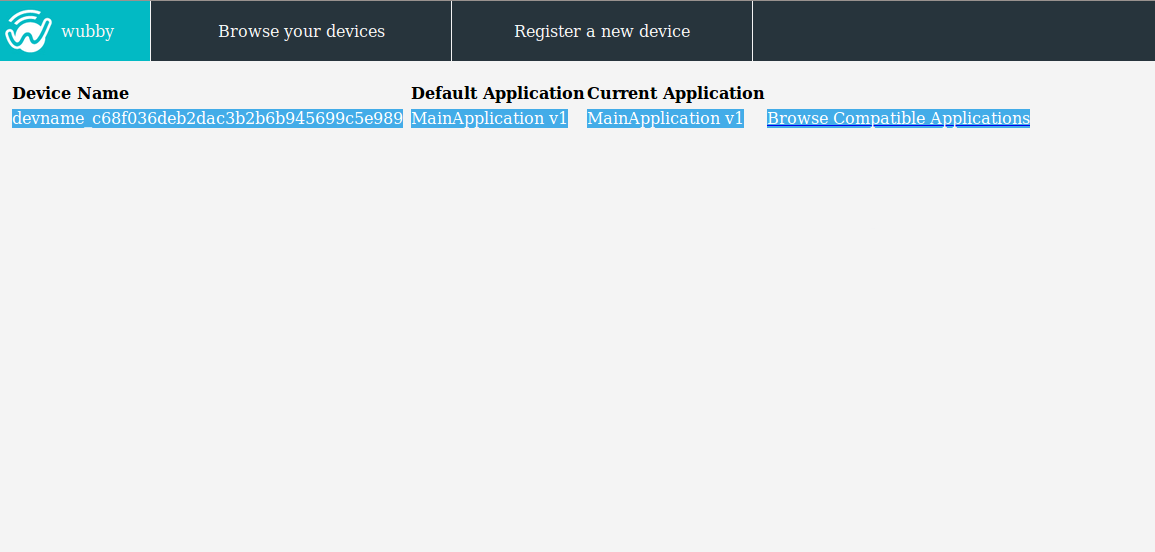 wubby Browse your devices Register a new device
Device Name Default Application Current Application
devname_c68f036deb2dac3b2b6b945699c5e989 MainApplication v1 MainApplication v1 Browse Compatible Applications